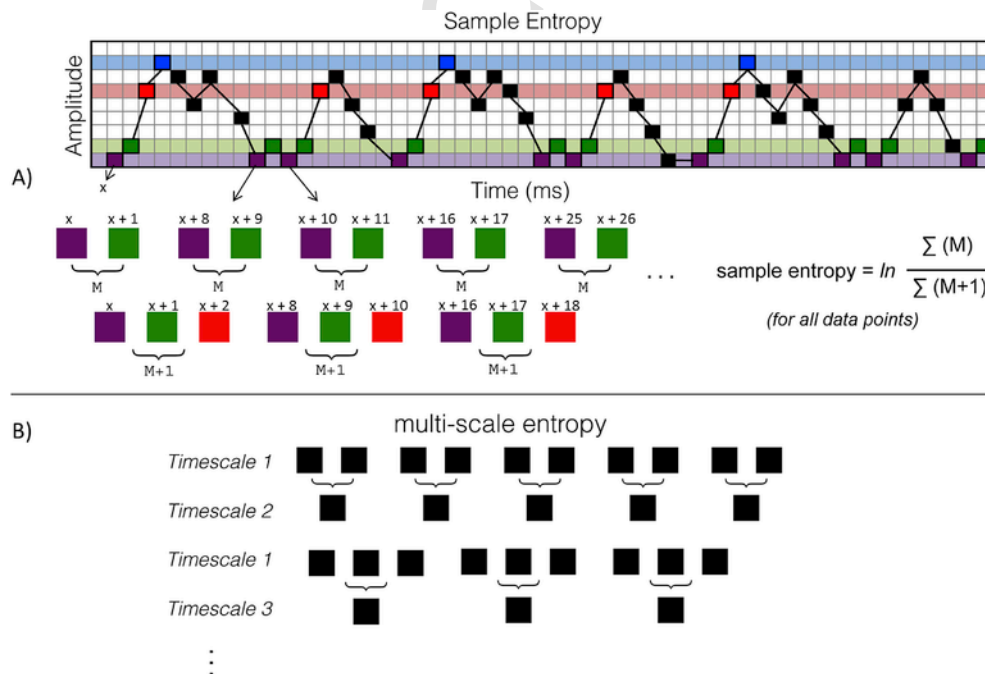 Sample Entropy
Amplitude
x
A)
Time (ms)
x x + 1 x + 8 x + 9 x + 10 x + 11 x + 16 x + 17 x + 25 x + 26
M M M M M
. . .
sample entropy = ln ∑ (M) / ∑ (M+1)
(for all data points)
x x + 1 x + 2 x + 8 x + 9 x + 10 x + 16 x + 17 x + 18
M+1 M+1 M+1
B)
multi-scale entropy
Timescale 1
Timescale 2
Timescale 1
Timescale 3
⋮